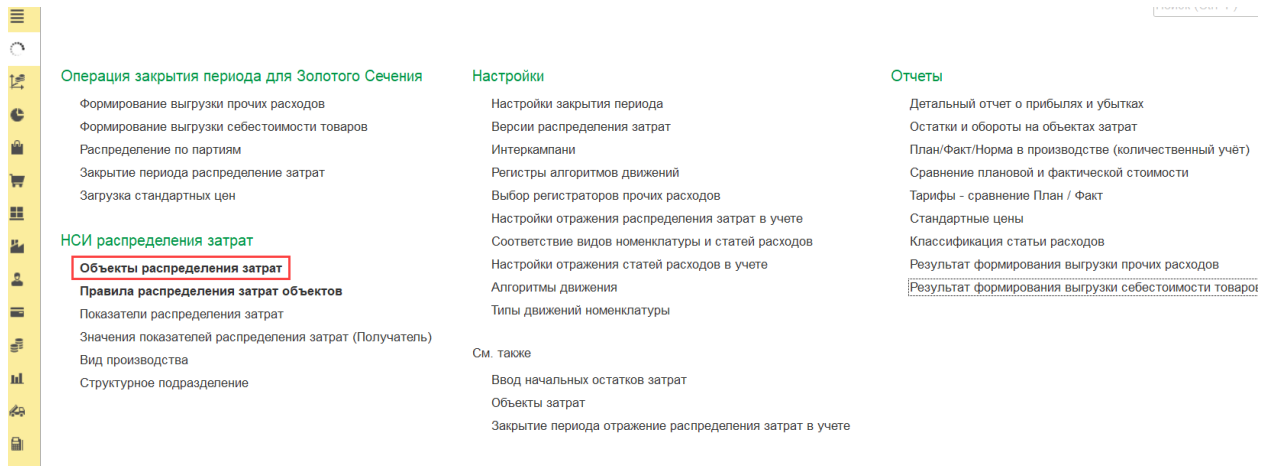 Операция закрытия периода для Золотого Сечения
Формирование выгрузки прочих расходов
Формирование выгрузки себестоимости товаров
Распределение по партиям
Закрытие периода распределение затрат
Загрузка стандартных цен
НСИ распределения затрат
Объекты распределения затрат
Правила распределения затрат объектов
Показатели распределения затрат
Значения показателей распределения затрат (Получатель)
Вид производства
Структурное подразделение
Настройки
Настройки закрытия периода
Версии распределения затрат
Интеркампани
Регистры алгоритмов движений
Выбор регистраторов прочих расходов
Настройки отражения распределения затрат в учете
Соответствие видов номенклатуры и статей расходов
Настройки отражения статей расходов в учете
Алгоритмы движения
Типы движений номенклатуры
См. также
Ввод начальных остатков затрат
Объекты затрат
Закрытие периода отражение распределения затрат в учете
Отчеты
Детальный отчет о прибылях и убытках
Остатки и обороты на объектах затрат
План/Факт/Норма в производстве (количественный учёт)
Сравнение плановой и фактической стоимости
Тарифы - сравнение План / Факт
Стандартные цены
Классификация статьи расходов
Результат формирования выгрузки прочих расходов
Результат формирования выгрузки себестоимости товаров